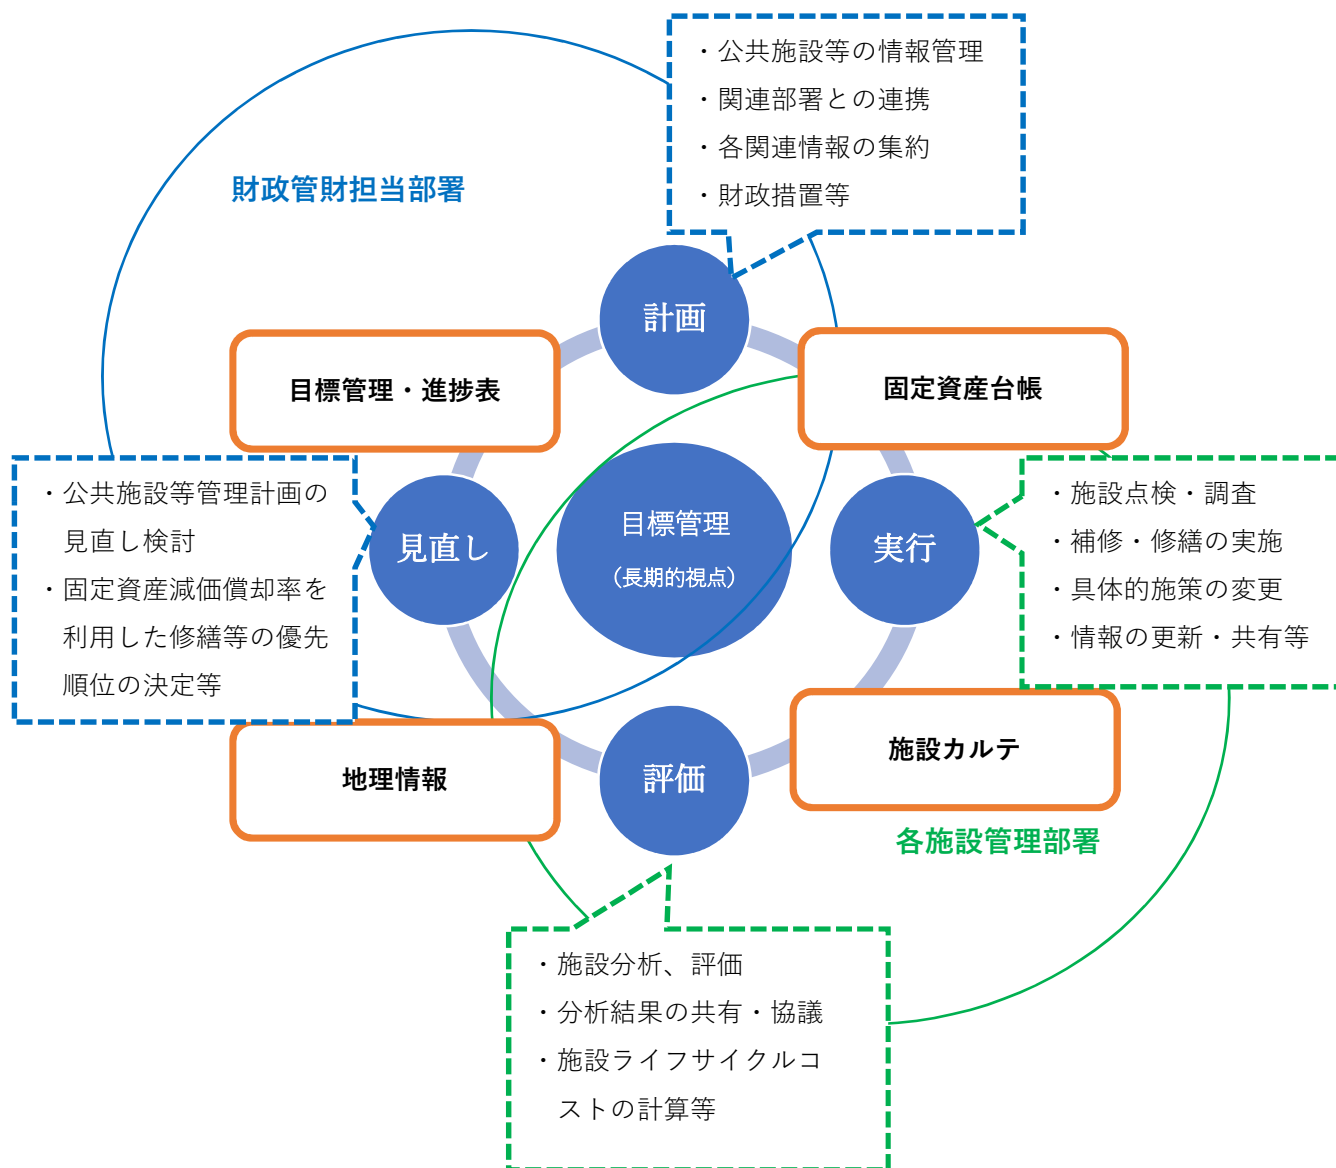 ・公共施設等の情報管理
・関連部署との連携
・各関連情報の集約
・財政措置等
財政管財担当部署
計画
目標管理・進捗表
固定資産台帳
・公共施設等管理計画の
見直し検討
・固定資産減価償却率を
利用した修繕等の優先
順位の決定等
見直し
目標管理
（長期的視点）
実行
・施設点検・調査
・補修・修繕の実施
・具体的施策の変更
・情報の更新・共有等
地理情報
評価
施設カルテ
各施設管理部署
・施設分析、評価
・分析結果の共有・協議
・施設ライフサイクルコ
ストの計算等